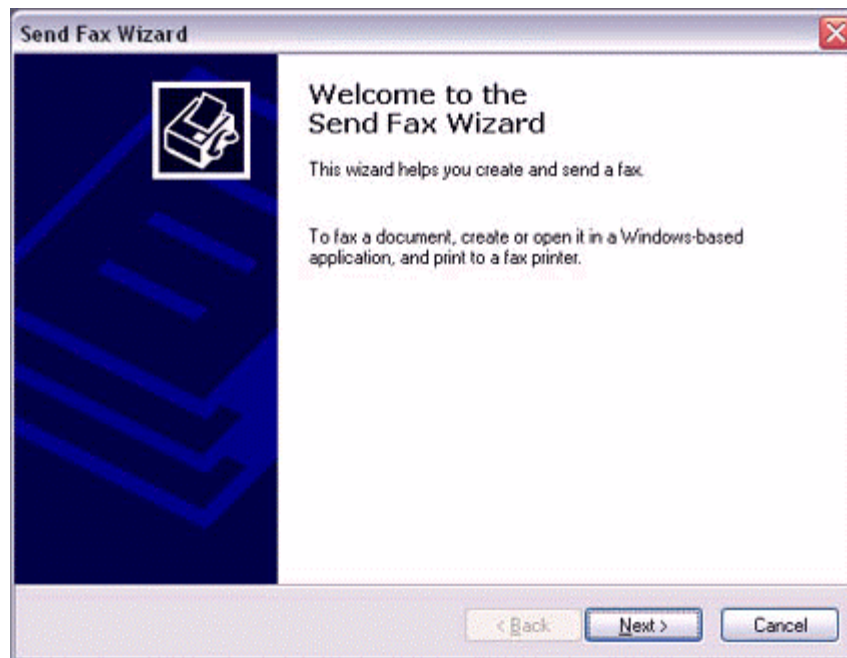 Send Fax Wizard
Welcome to the
Send Fax Wizard
This wizard helps you create and send a fax.
To fax a document, create or open it in a Windows-based
application, and print to a fax printer.
< Back
Next >
Cancel